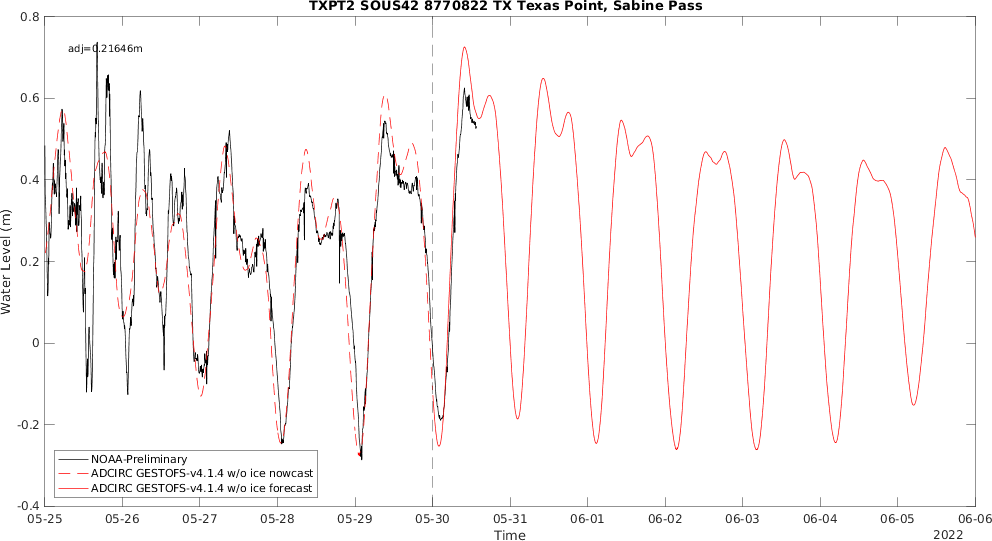 TXPT2 SOUS42 8770822 TX Texas Point, Sabine Pass
adj=0.21646m
0.8
0.6
0.4
0.2
0
-0.2
-0.4
Water Level (m)
NOAA-Preliminary
ADCIRC GESTOFS-v4.1.4 w/o ice nowcast
ADCIRC GESTOFS-v4.1.4 w/o ice forecast
05-25 05-26 05-27 05-28 05-29 05-30 05-31 06-01 06-02 06-03 06-04 06-05 06-06
Time
2022